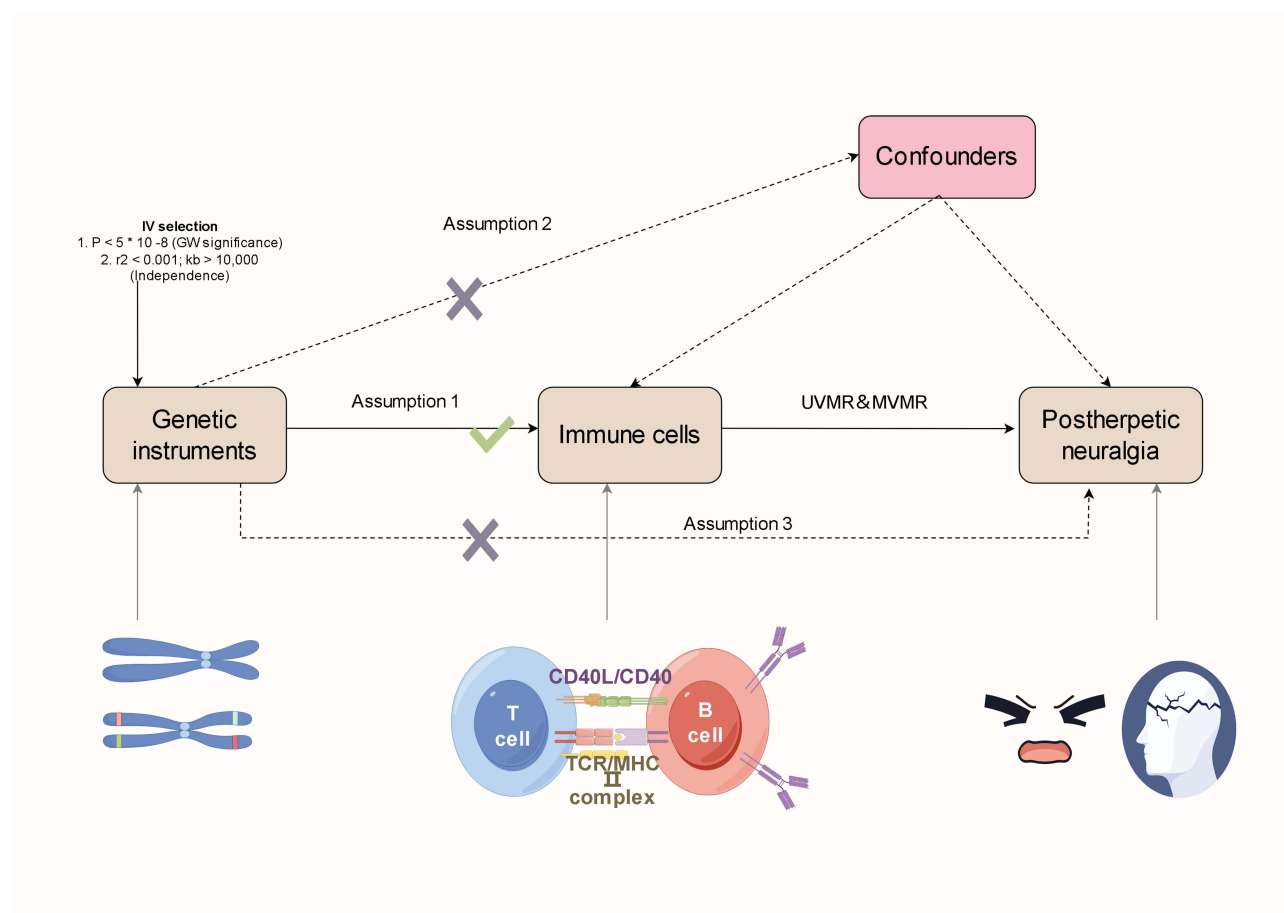 Confounders
Assumption 2
IV selection
1. P < 5 * 10 -8 (GW significance)
2. r2 < 0.001; kb > 10,000
(Independence)
Genetic
instruments
Assumption 1
Immune cells
UVMR&MVMR
Postherpetic
neuralgia
Assumption 3
CD40L/CD40
T
cell
B
cell
TCR/MHC
II
complex